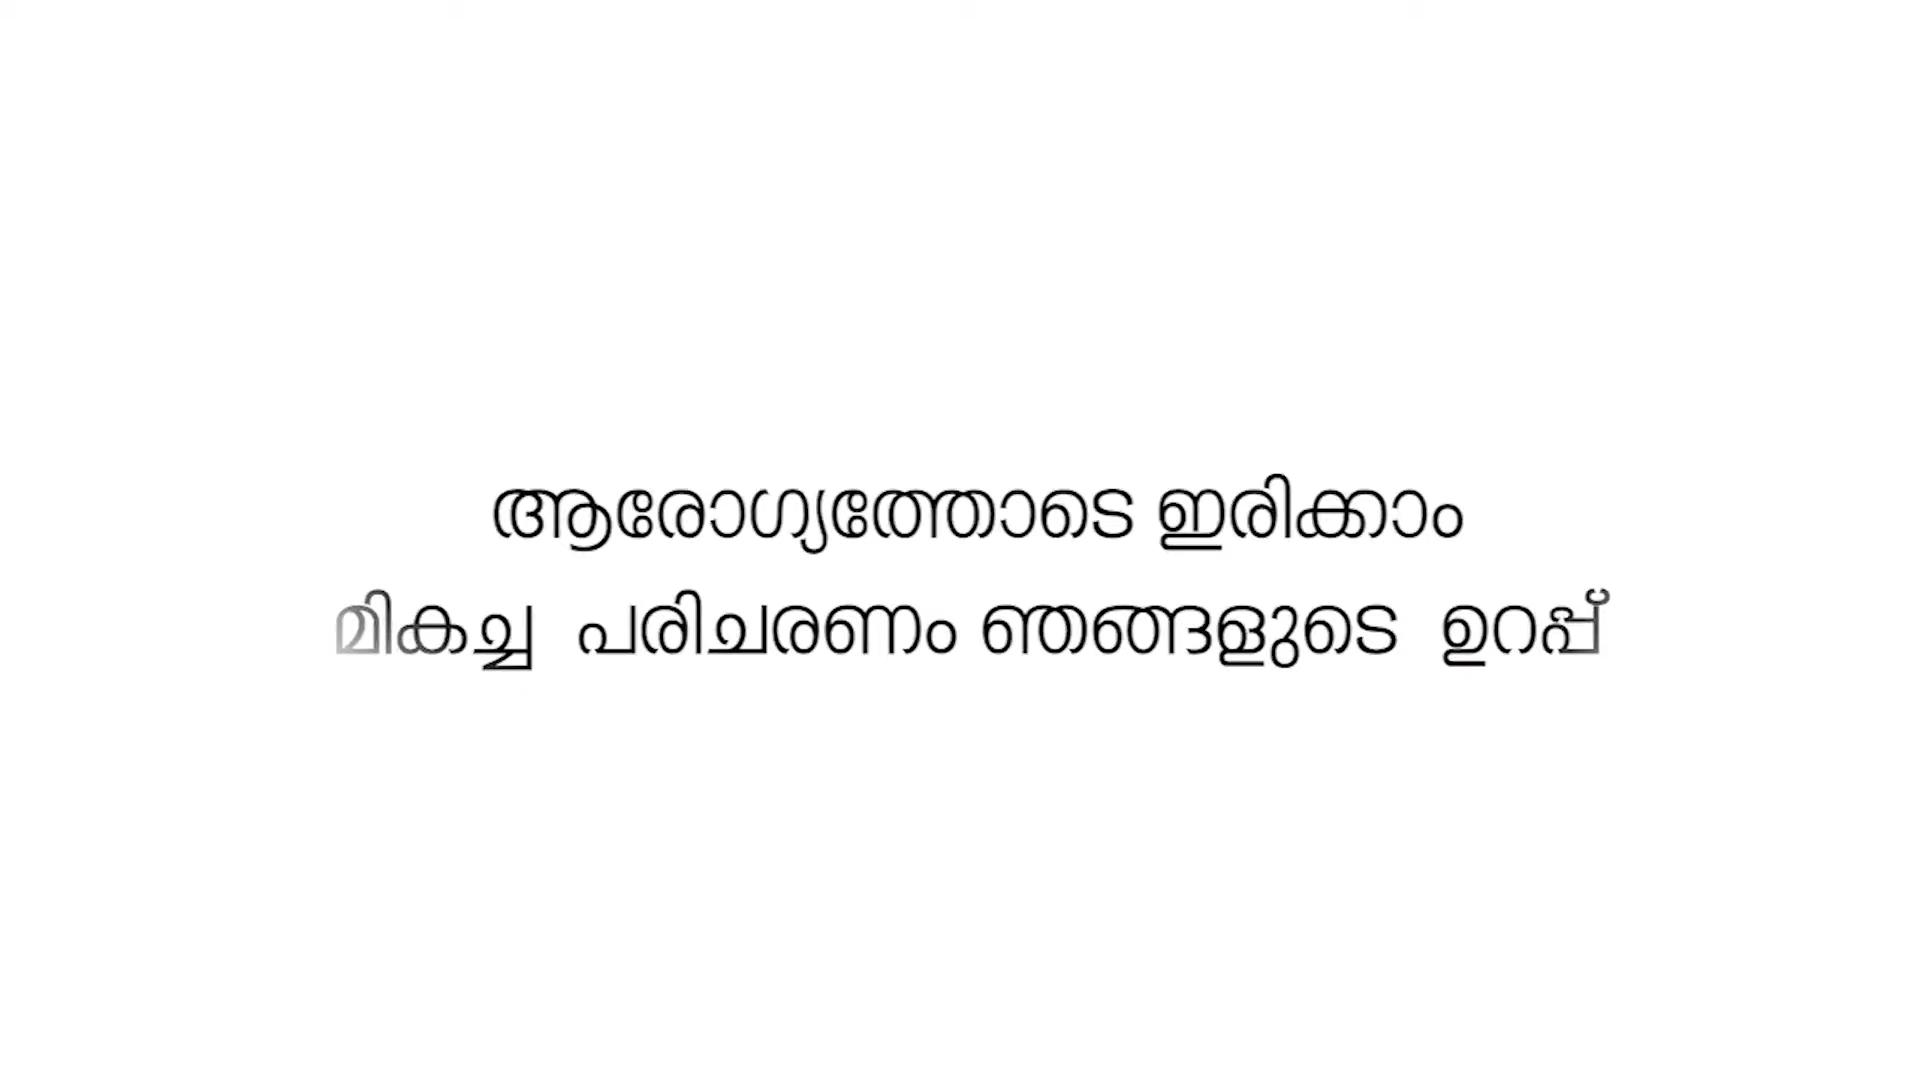 ആരോഗ്യത്തോടെ ഇരിക്കാം
മികച്ച പരിചരണം ഞങ്ങളുടെ ഉറപ്പ്